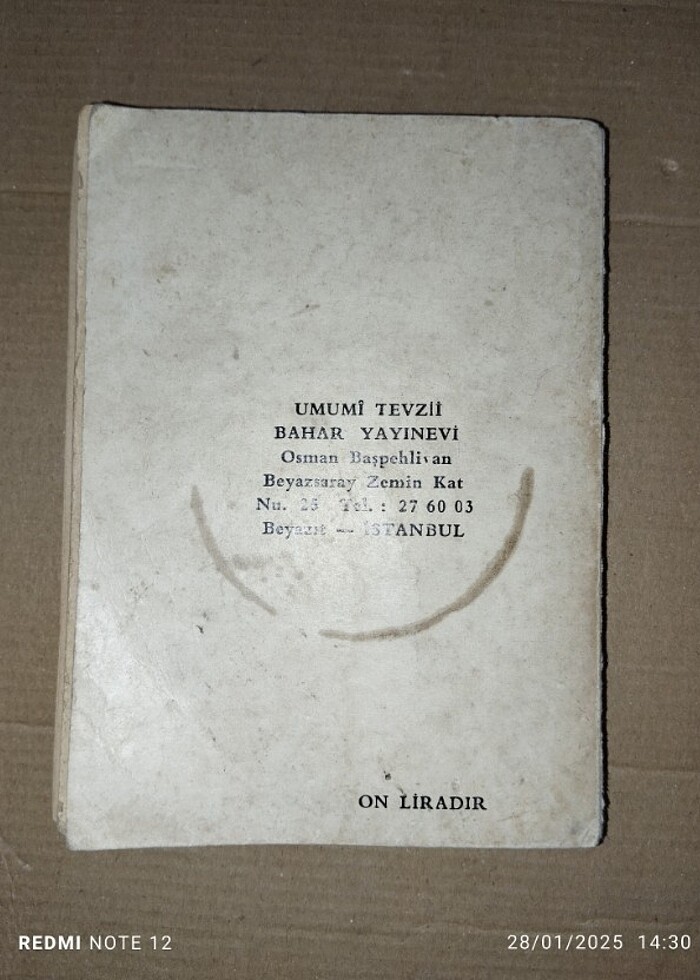 UMUMÎ TEVZİİ
BAHAR YAYINEVİ
Osman Başpehlivan
Beyazsaray Zemin Kat
Nu. 25 Tel. : 27 60 03
Beyazıt — İSTANBUL
ON LİRADIR
REDMI NOTE 12
28/01/2025 14:30